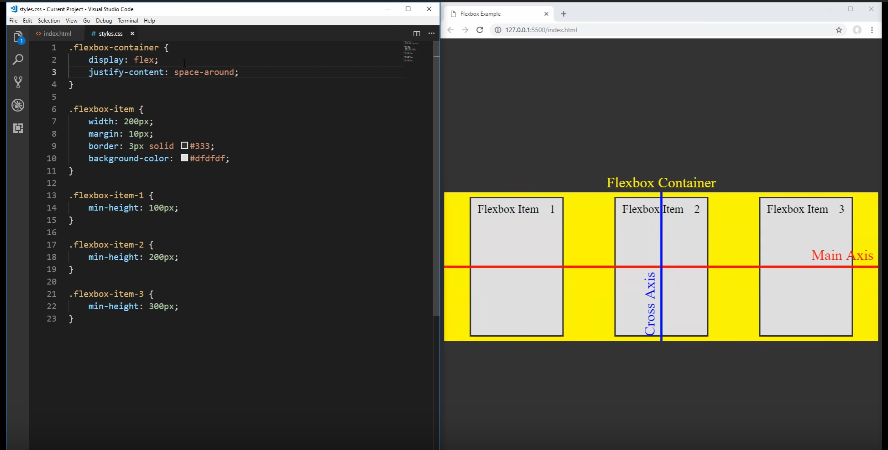 styles.css - Current Project - Visual Studio Code
File Edit Selection View Go Debug Terminal Help
index.html
# styles.css ×
1 .flexbox-container {
2 display: flex;
3 justify-content: space-around;
4 }
5
6 .flexbox-item {
7 width: 200px;
8 margin: 10px;
9 border: 3px solid #333;
10 background-color: #dfdfdf;
11 }
12
13 .flexbox-item-1 {
14 min-height: 100px;
15 }
16
17 .flexbox-item-2 {
18 min-height: 200px;
19 }
20
21 .flexbox-item-3 {
22 min-height: 300px;
23 }
Flexbox Example
127.0.0.1:5500/index.html
Flexbox Container
Flexbox Item 1
Flexbox Item 2
Flexbox Item 3
Main Axis
Cross Axis